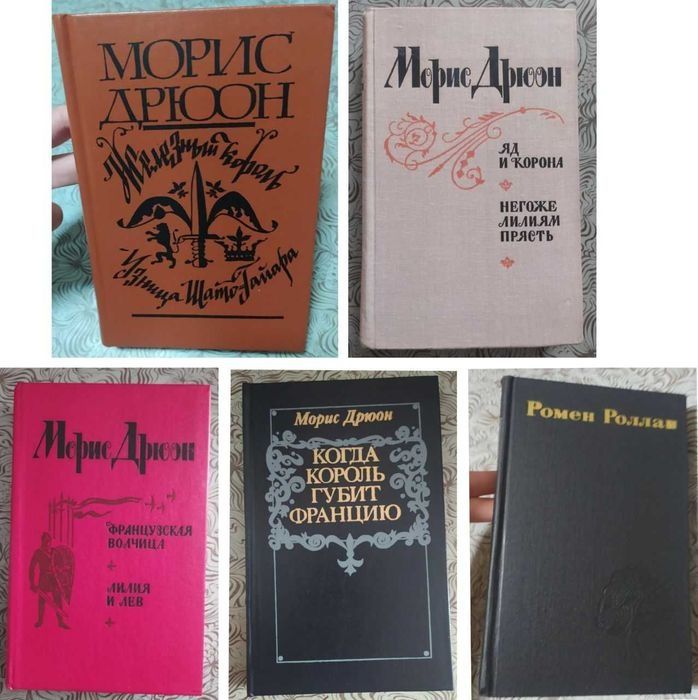 МОРИС
ДРЮОН
Железный король
Узница Шато-Гайара
Морис Дрюон
ЯД
И КОРОНА
НЕГОЖЕ
ЛИЛИЯМ
ПРЯСТЬ
Морис Дрюон
ФРАНЦУЗСКАЯ
ВОЛЧИЦА
ЛИЛИЯ
И ЛЕВ
Морис Дрюон
КОГДА
КОРОЛЬ
ГУБИТ
ФРАНЦИЮ
Ромен Роллан